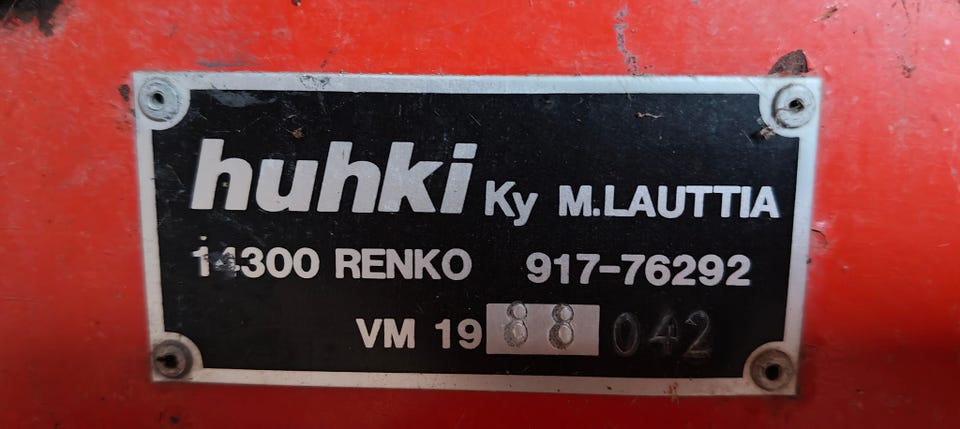 huhki Ky M.LAUTTIA
14300 RENKO 917-76292
VM 1988 042